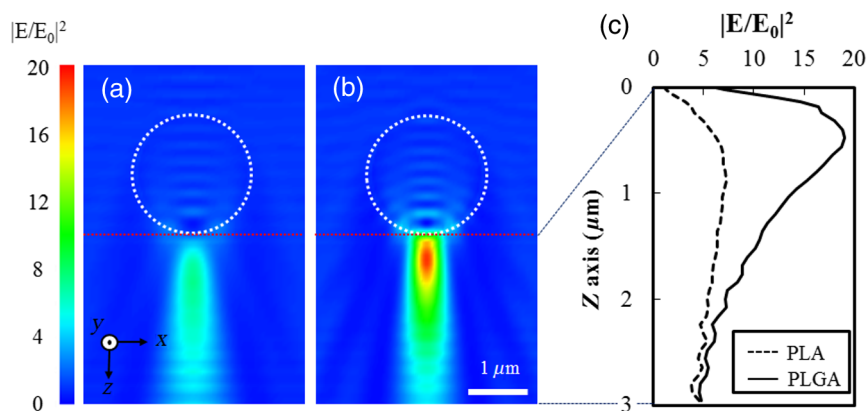 |E/E₀|²
20
16
12
8
4
0
(a)
(b)
y
x
z
1 μm
(c)
|E/E₀|²
0 5 10 15 20
0
1
2
3
Z axis (μm)
PLA
PLGA